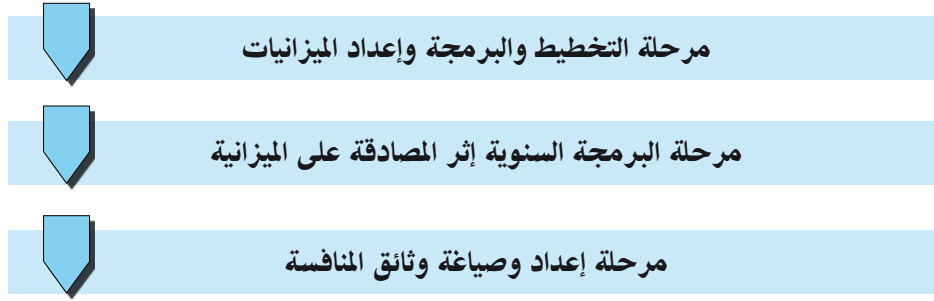 مرحلة التخطيط والبرمجة وإعداد الميزانيات
مرحلة البرمجة السنوية إثر المصادقة على الميزانية
مرحلة إعداد وصياغة وثائق المنافسة